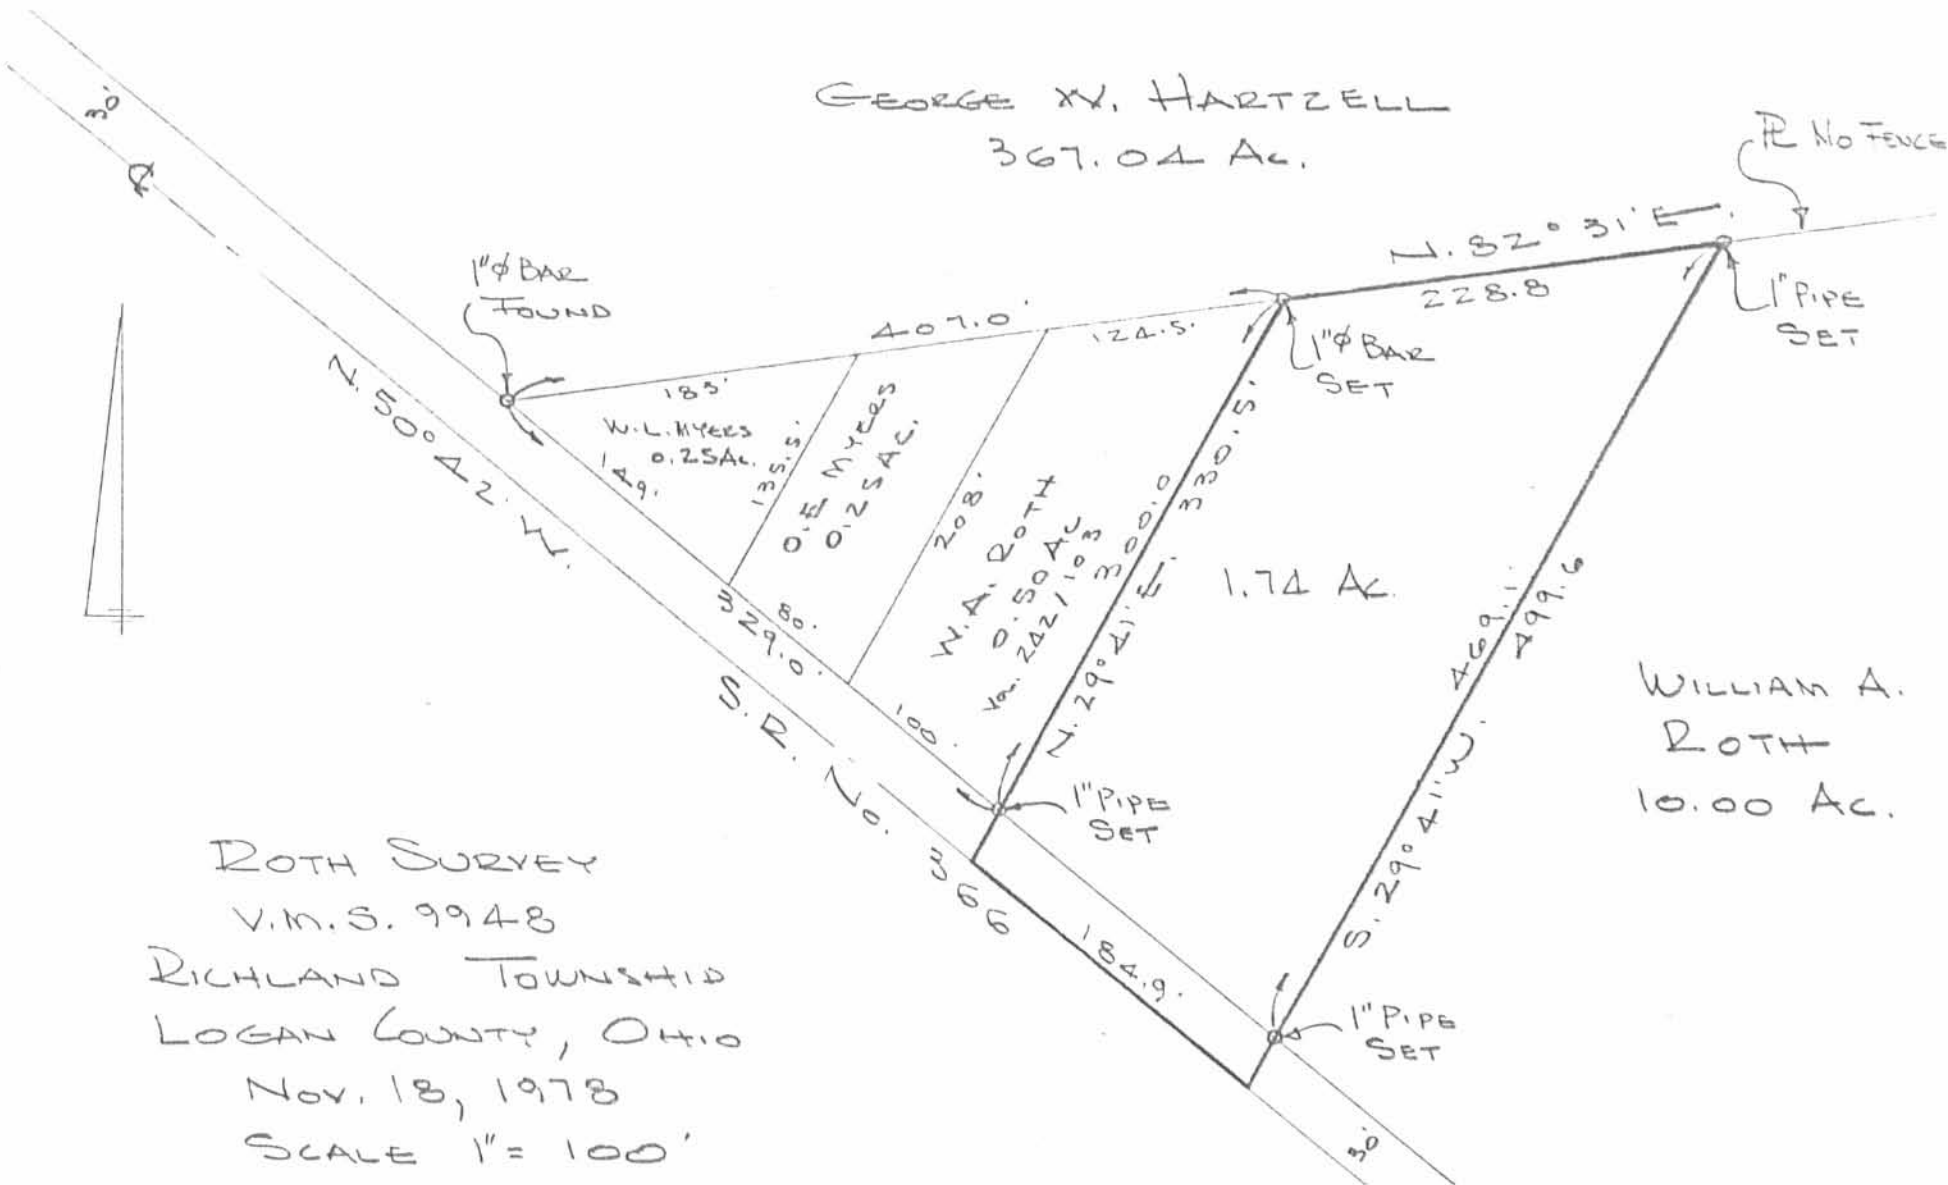 GEORGE W. HARTZELL
367.04 Ac.
PL NO FENCE
30'
1"ϕ BAR
FOUND
407.0'
124.5'
N. 82° 31' E
228.8
1" PIPE
SET
1"ϕ BAR
SET
183'
W.L. MYERS
0.25 AC.
149.
135.5'
O.E MYERS
0.25 AC.
208'
W.A. ROTH
0.50 AC
VOL. 242/103
N. 29° 41' E.
300.0
330.5'
1.74 AC.
469.1'
499.6
S. 29° 41' W.
WILLIAM A.
ROTH
10.00 AC.
N. 50° 42' W.
80.
329.0'
100.
S.R. No. 366
1" PIPE
SET
184.9'
1" PIPE
SET
30'
ROTH SURVEY
V.M.S. 9948
RICHLAND TOWNSHIP
LOGAN COUNTY, OHIO
NOV. 18, 1978
SCALE 1" = 100'